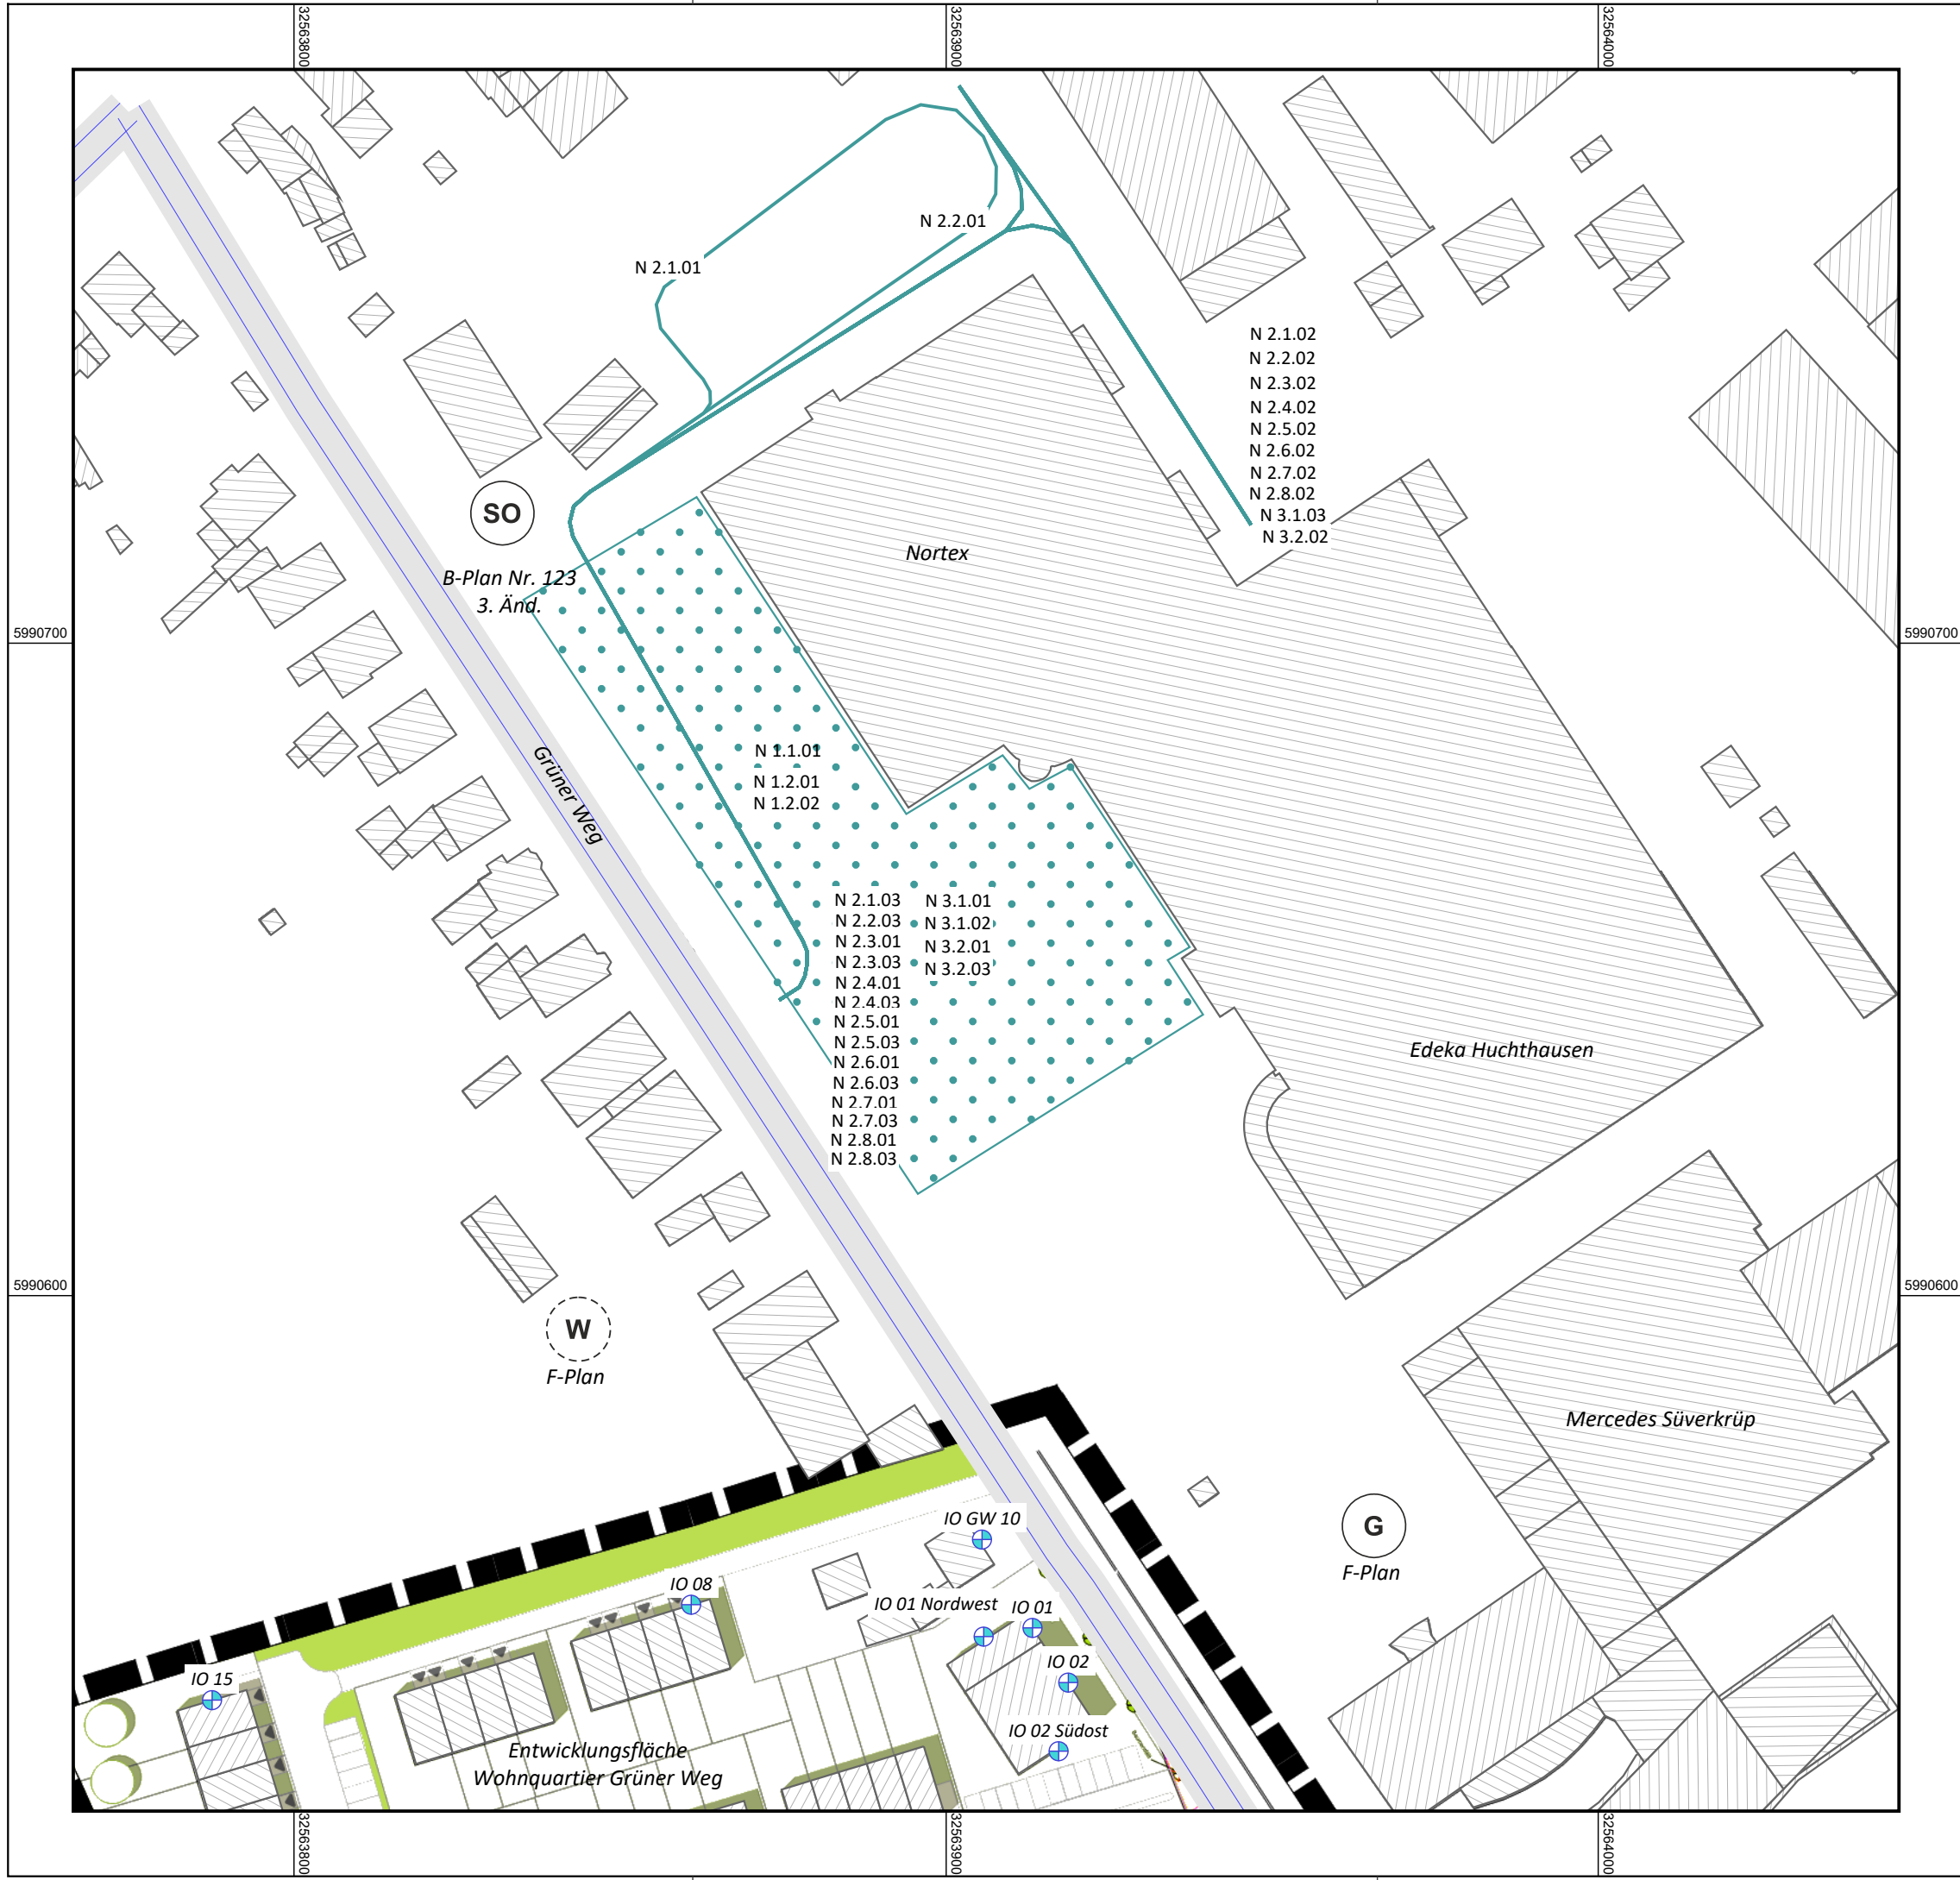 32563800
32563900
32564000
N 2.2.01
N 2.1.01
N 2.1.02
N 2.2.02
N 2.3.02
N 2.4.02
N 2.5.02
N 2.6.02
N 2.7.02
N 2.8.02
N 3.1.03
N 3.2.02
SO
Nortex
B-Plan Nr. 123
3. Änd.
5990700
5990700
Grüner Weg
N 1.1.01
N 1.2.01
N 1.2.02
N 2.1.03
N 2.2.03
N 2.3.01
N 2.3.03
N 2.4.01
N 2.4.03
N 2.5.01
N 2.5.03
N 2.6.01
N 2.6.03
N 2.7.01
N 2.7.03
N 2.8.01
N 2.8.03
N 3.1.01
N 3.1.02
N 3.2.01
N 3.2.03
Edeka Huchthausen
5990600
5990600
W
F-Plan
Mercedes Süverkrüp
G
F-Plan
IO GW 10
IO 08
IO 01 Nordwest
IO 01
IO 02
IO 15
IO 02 Südost
Entwicklungsfläche
Wohnquartier Grüner Weg
32563800
32563900
32564000